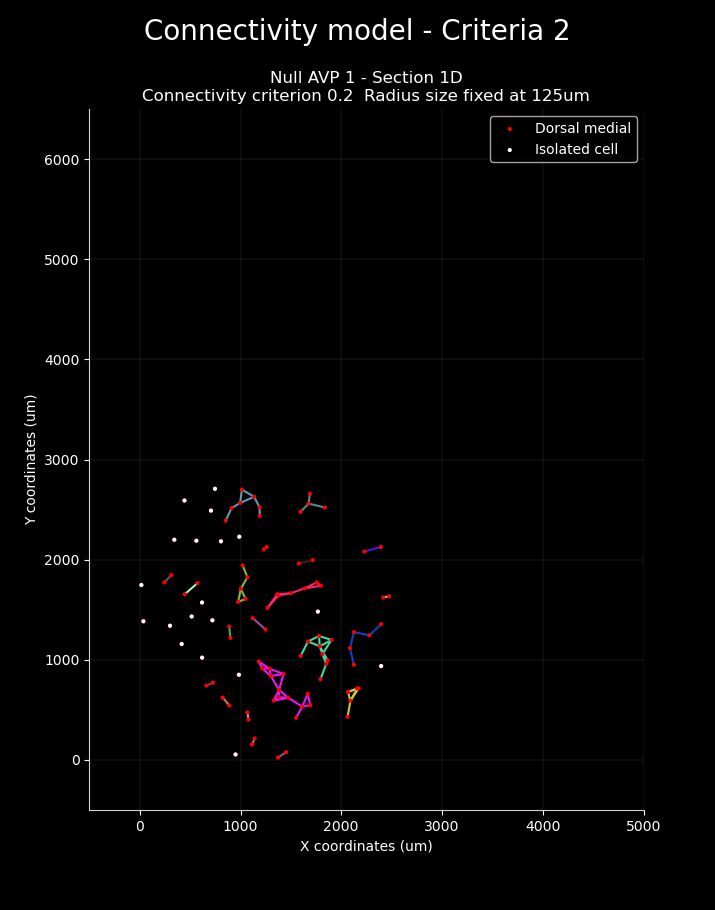 Connectivity model - Criteria 2
Null AVP 1 - Section 1D
Connectivity criterion 0.2  Radius size fixed at 125um
Dorsal medial
Isolated cell
6000
5000
4000
3000
2000
1000
0
Y coordinates (um)
0
1000
2000
3000
4000
5000
X coordinates (um)